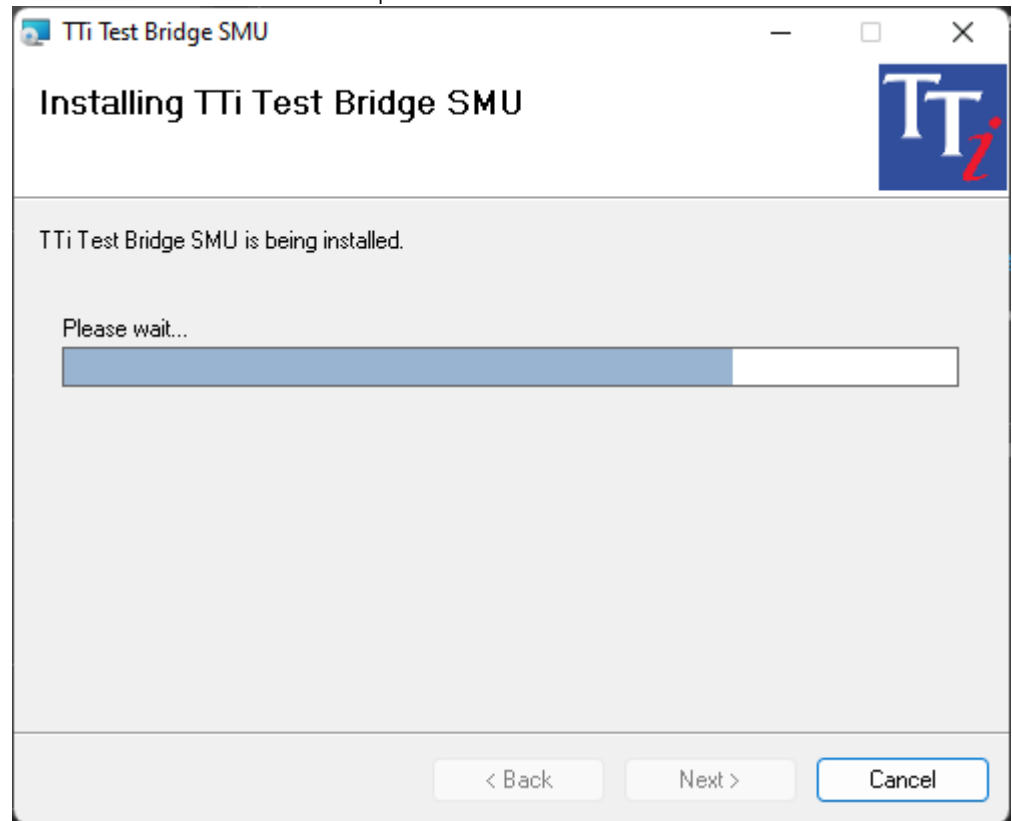 TTi Test Bridge SMU
Installing TTi Test Bridge SMU
TTi
TTi Test Bridge SMU is being installed.
Please wait...
< Back
Next >
Cancel